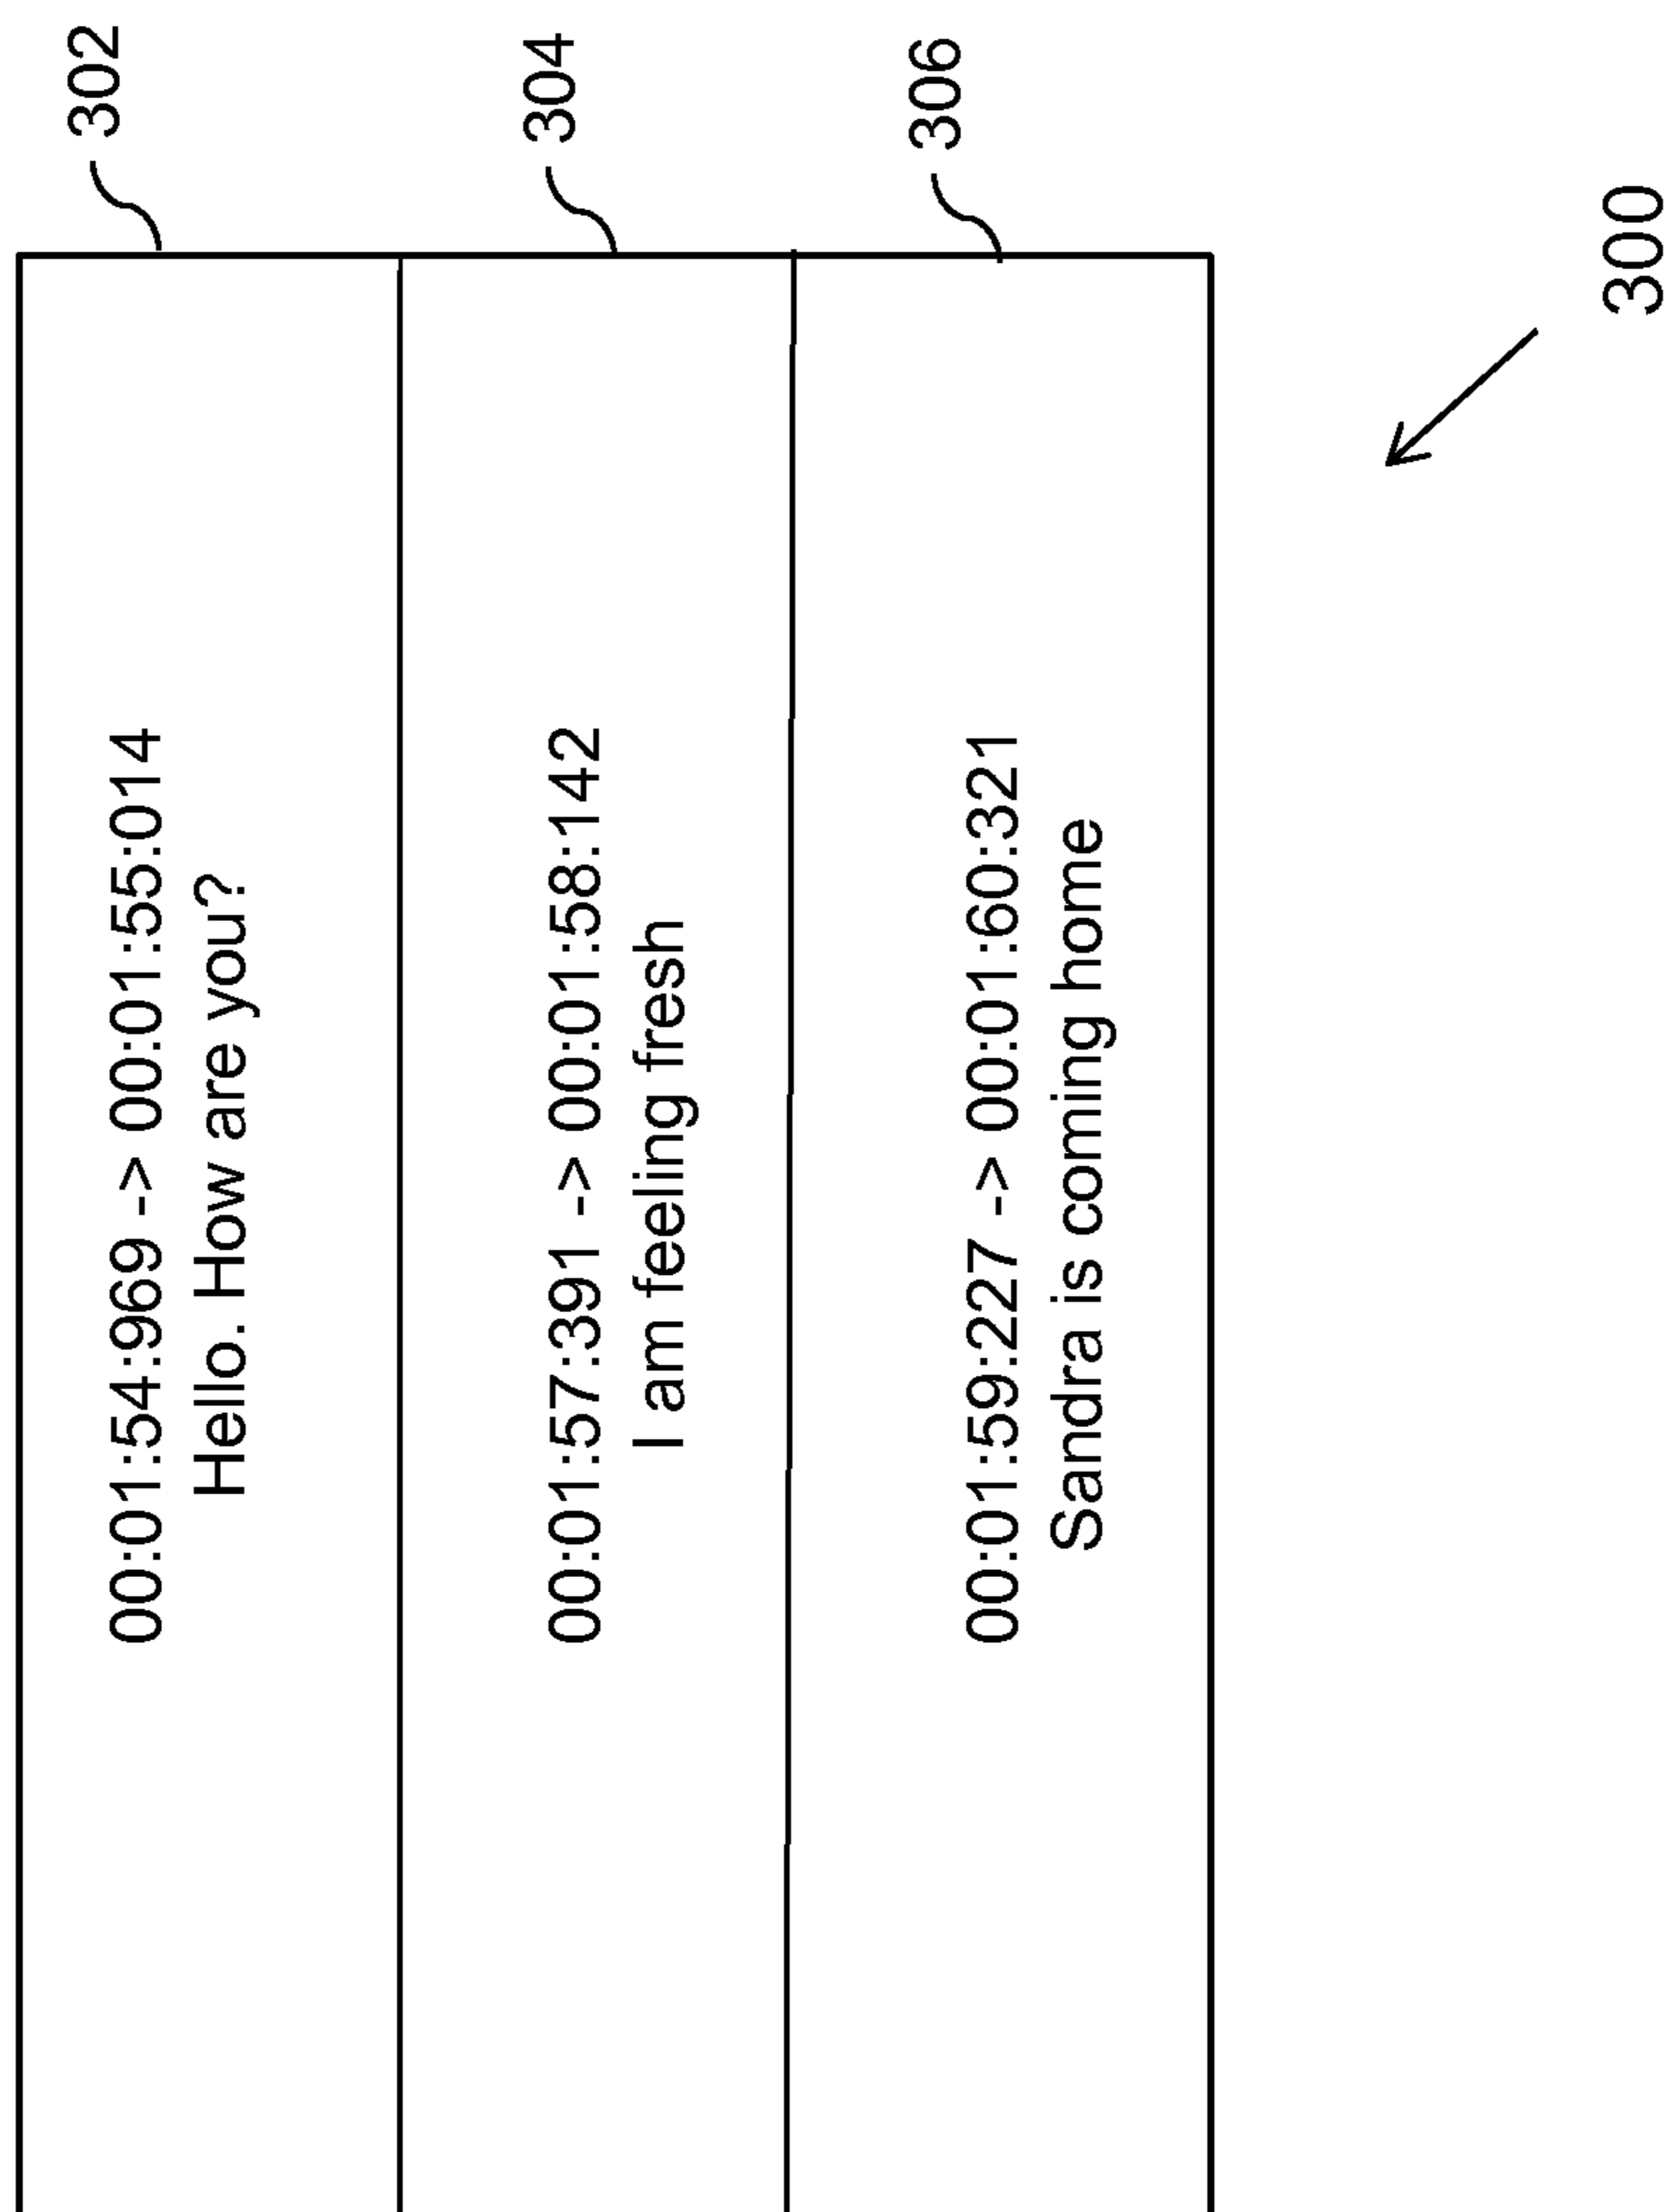 00:01:54:969 -> 00:01:55:014
Hello. How are you?
302
00:01:57:391 -> 00:01:58:142
I am feeling fresh
304
00:01:59:227 -> 00:01:60:321
Sandra is coming home
306
300